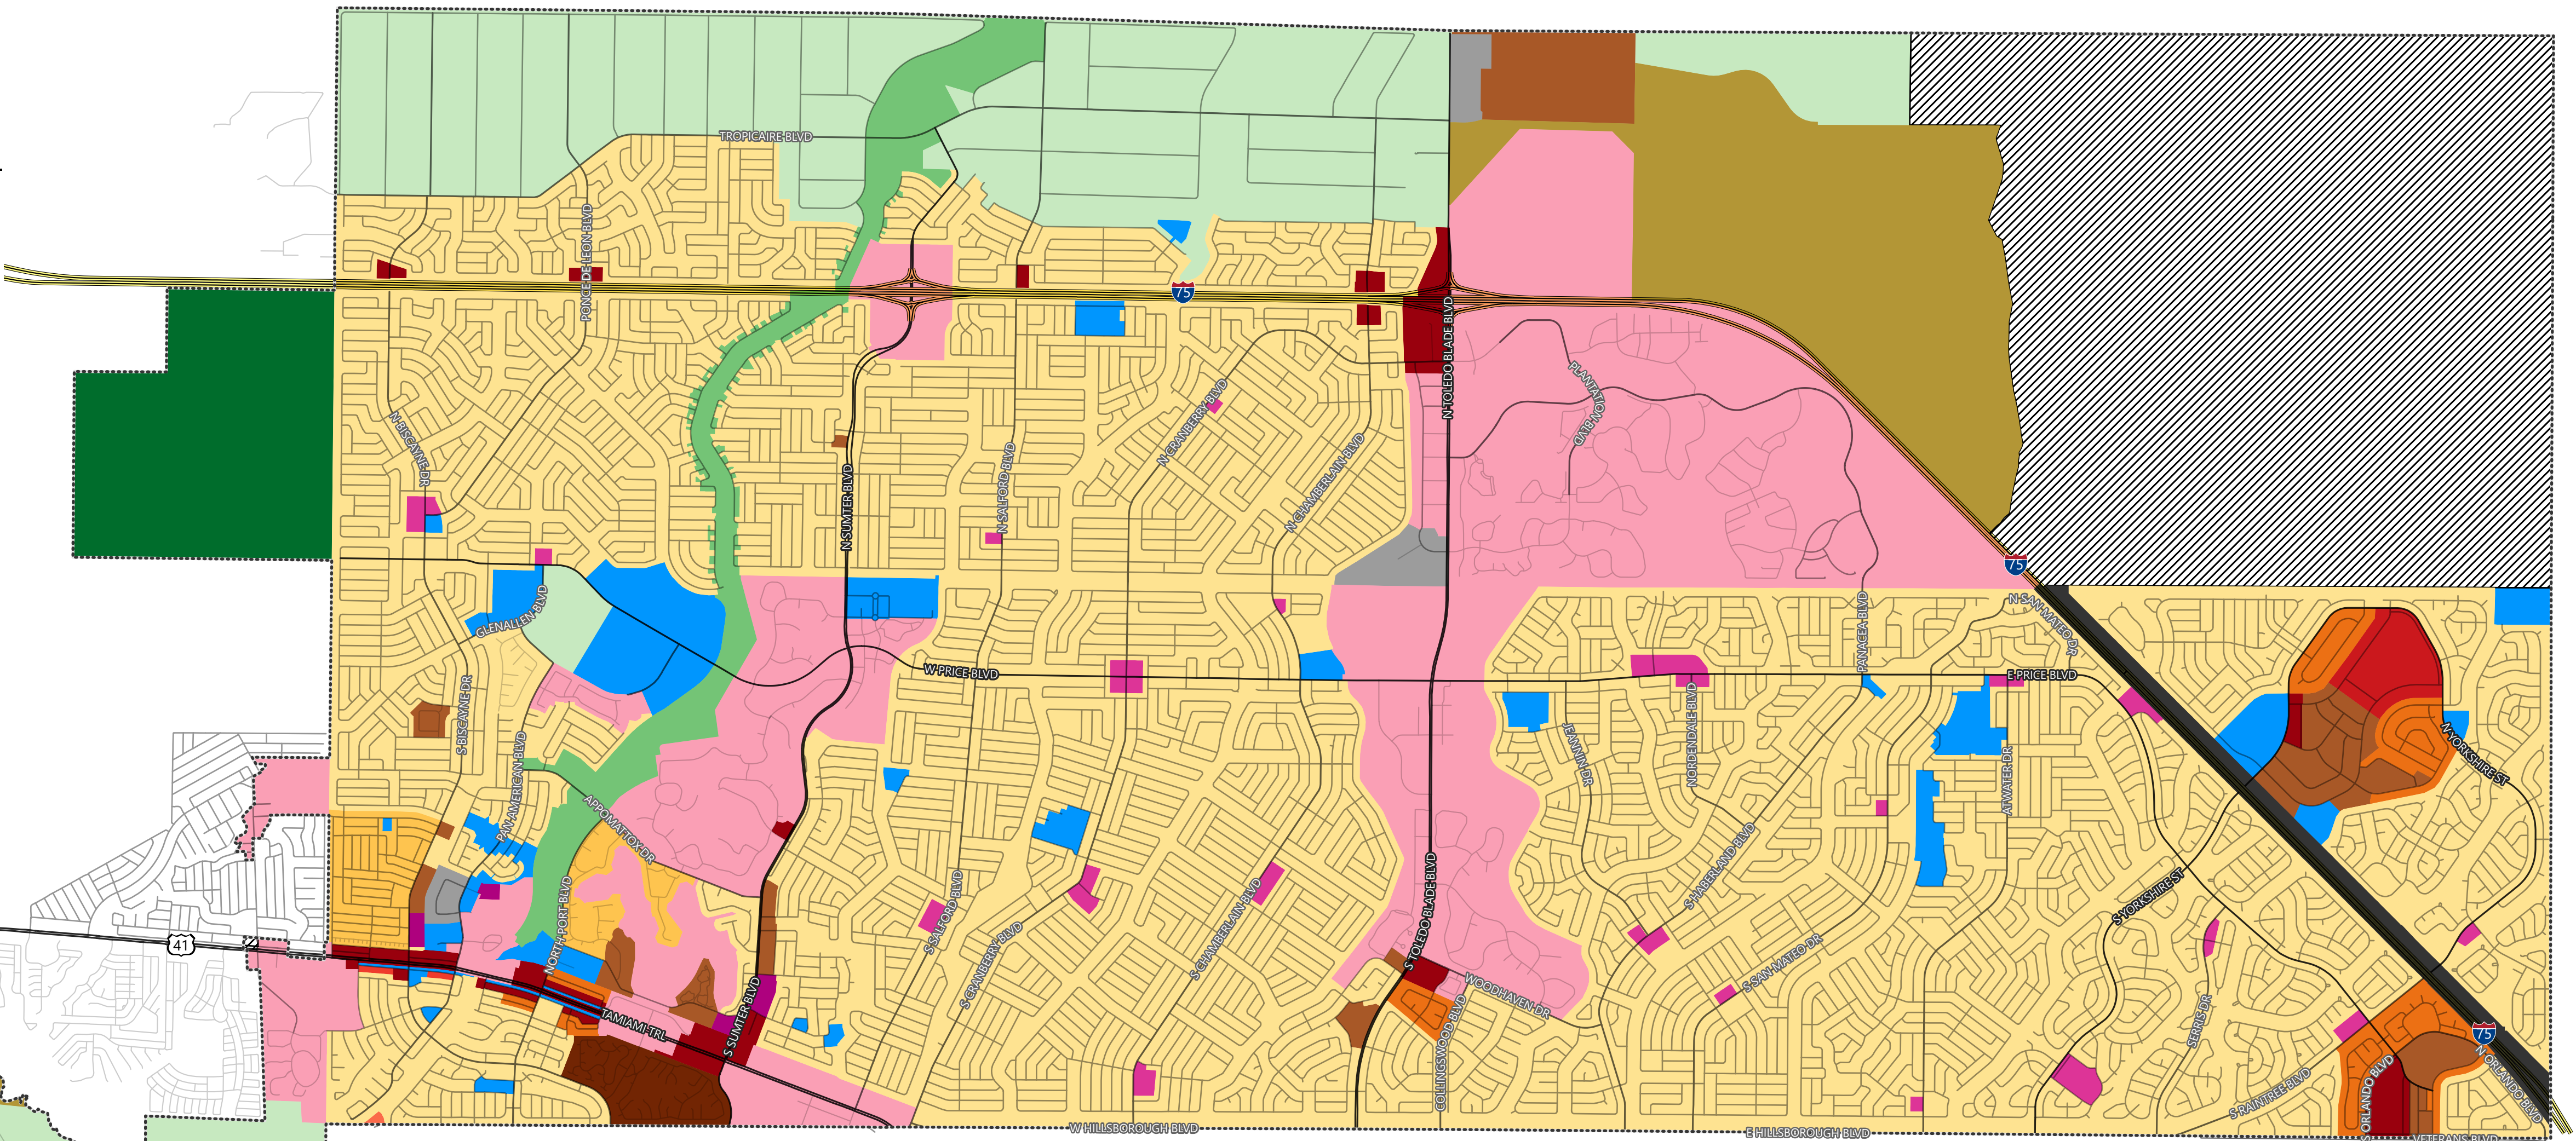 TROPICAIRE BLVD
PONCE DE LEON BLVD
75
N TOLEDO BLADE BLVD
PLANTATION BLVD
N CRANBERRY BLVD
N BISCAYNE DR
N SALFORD BLVD
N CHAMBERLAIN BLVD
N SUMTER BLVD
75
GLENALLEN BLVD
N SAN MATEO DR
PANACEA BLVD
W PRICE BLVD
E PRICE BLVD
S BISCAYNE DR
NORDENDALE BLVD
JEANNIN DR
N YORKSHIRE ST
PAN AMERICAN BLVD
ATWATER DR
APPOMATTOX DR
S HABERLAND BLVD
S YORKSHIRE ST
S TOLEDO BLADE BLVD
NORTH PORT BLVD
S SALFORD BLVD
S CHAMBERLAIN BLVD
S CRANBERRY BLVD
41
S SAN MATEO DR
SERRIS DR
WOODHAVEN DR
S SUMTER BLVD
TAMIAMI TRL
75
COLLINGSWOOD BLVD
N ORLANDO BLVD
S ORLANDO BLVD
S RAINTREE BLVD
W HILLSBOROUGH BLVD
E HILLSBOROUGH BLVD
VETERANS BLVD